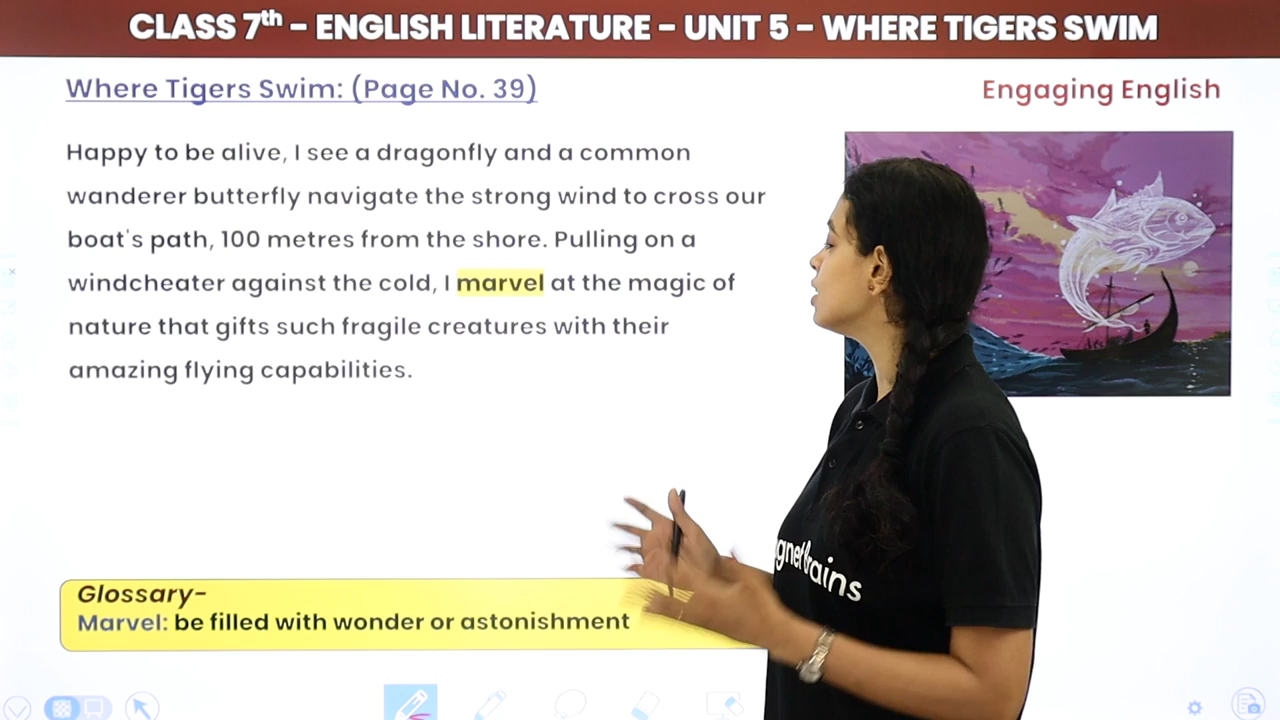 CLASS 7th - ENGLISH LITERATURE - UNIT 5 - WHERE TIGERS SWIM
Where Tigers Swim: (Page No. 39)
Engaging English
Happy to be alive, I see a dragonfly and a common
wanderer butterfly navigate the strong wind to cross our
boat's path, 100 metres from the shore. Pulling on a
windcheater against the cold, I marvel at the magic of
nature that gifts such fragile creatures with their
amazing flying capabilities.
Glossary-
Marvel: be filled with wonder or astonishment
gnet Brains